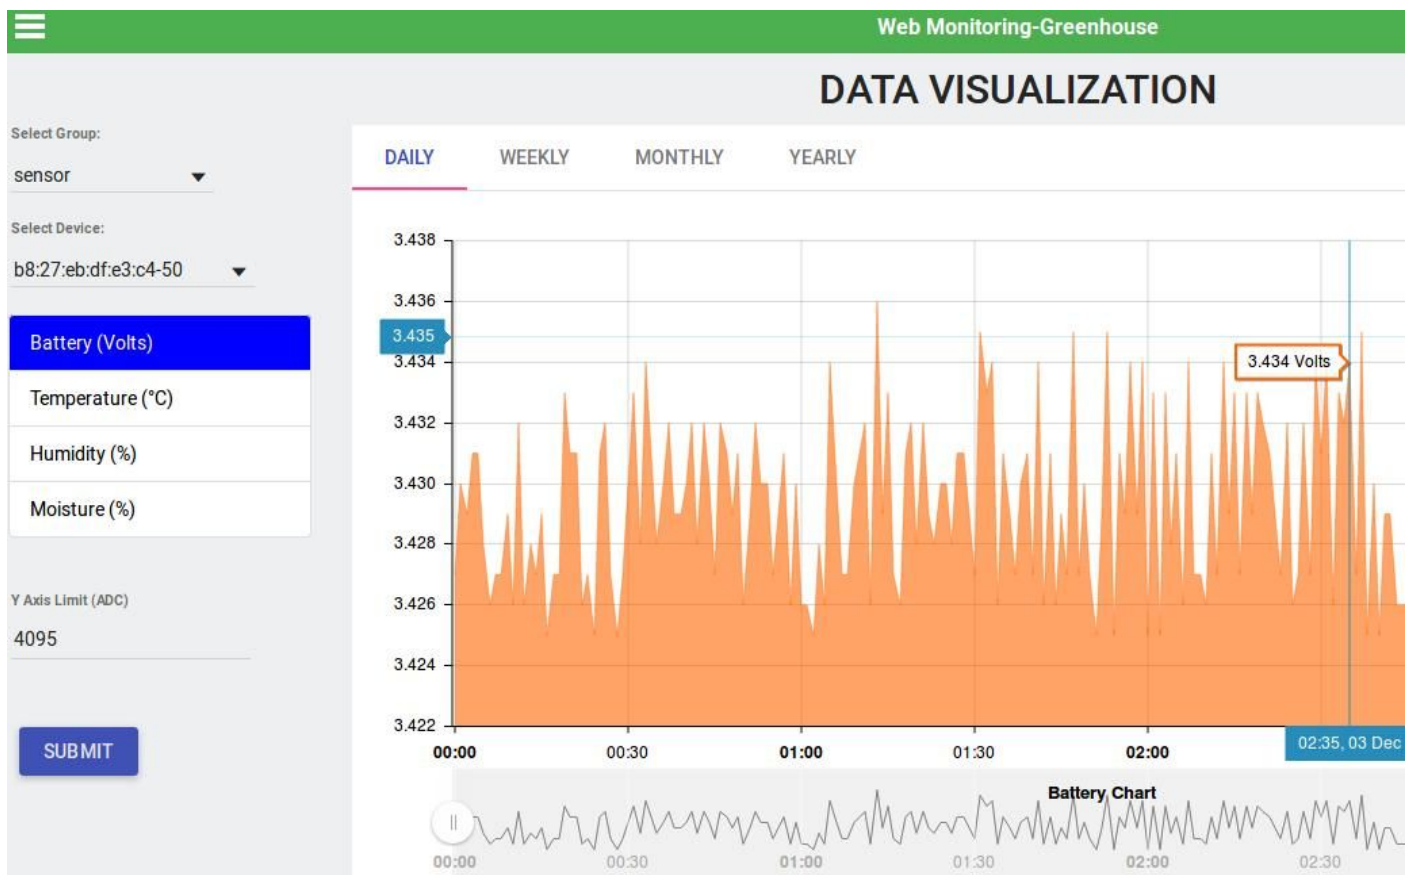 Web Monitoring-Greenhouse
DATA VISUALIZATION
Select Group:
sensor
Select Device:
b8:27:eb:df:e3:c4-50
Battery (Volts)
Temperature (°C)
Humidity (%)
Moisture (%)
Y Axis Limit (ADC)
4095
SUBMIT
DAILY WEEKLY MONTHLY YEARLY
3.438
3.436
3.435
3.434
3.434 Volts
3.432
3.430
3.428
3.426
3.424
3.422
00:00 00:30 01:00 01:30 02:00 02:35, 03 Dec
Battery Chart
00:00 00:30 01:00 01:30 02:00 02:30